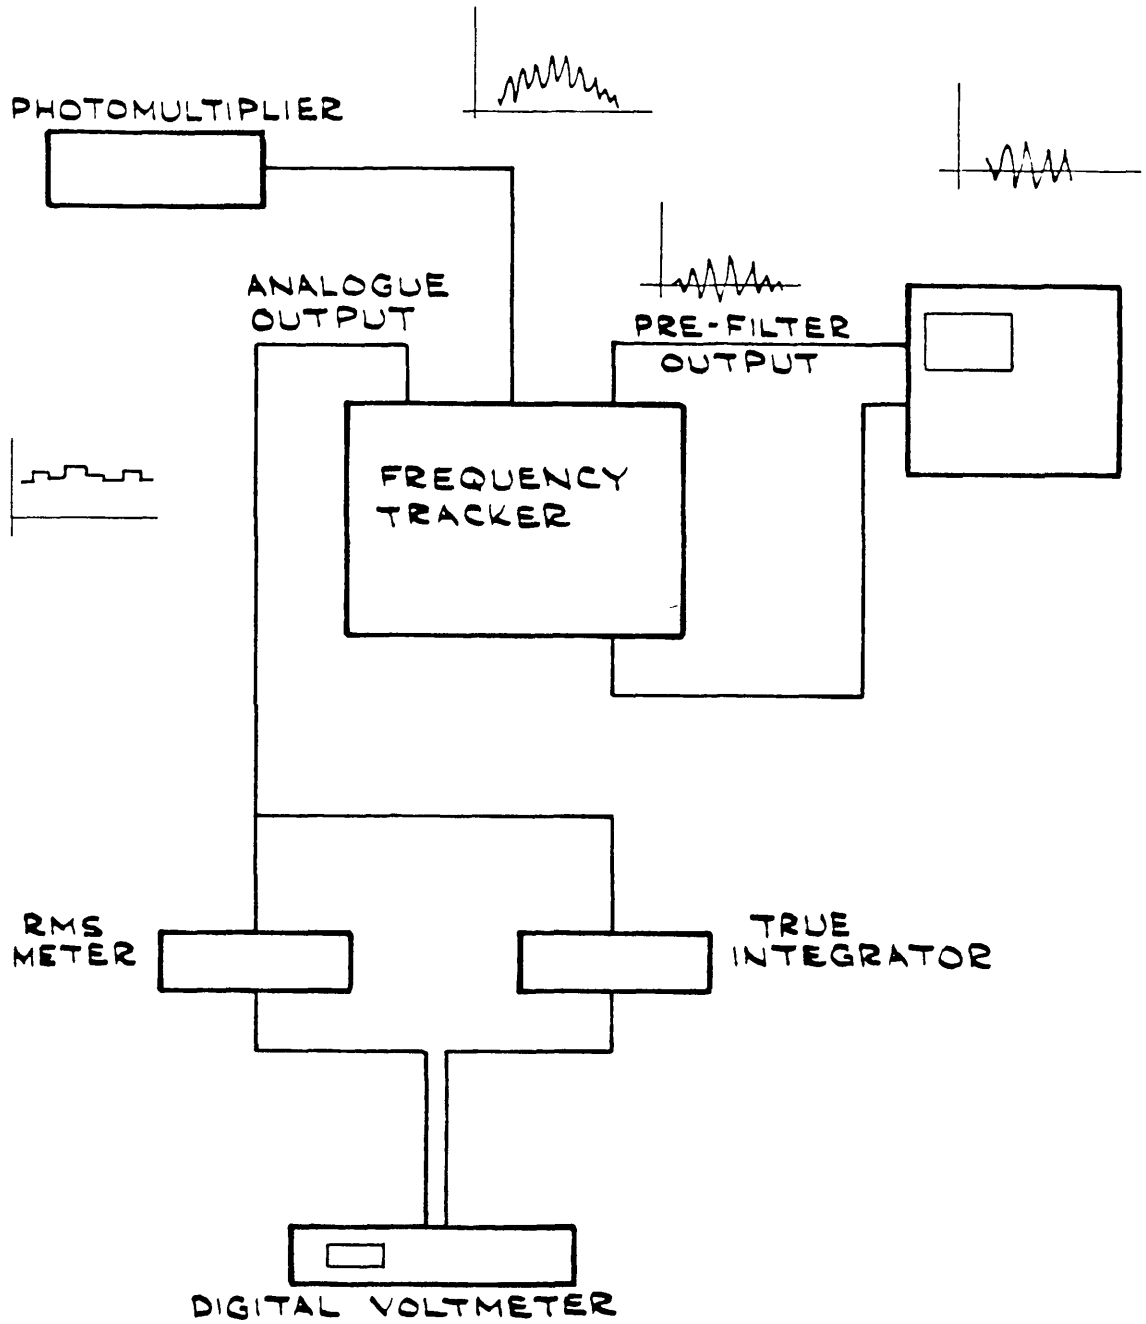 PHOTOMULTIPLIER
ANALOGUE
OUTPUT
PRE-FILTER
OUTPUT
FREQUENCY
TRACKER
RMS
METER
TRUE
INTEGRATOR
DIGITAL VOLTMETER